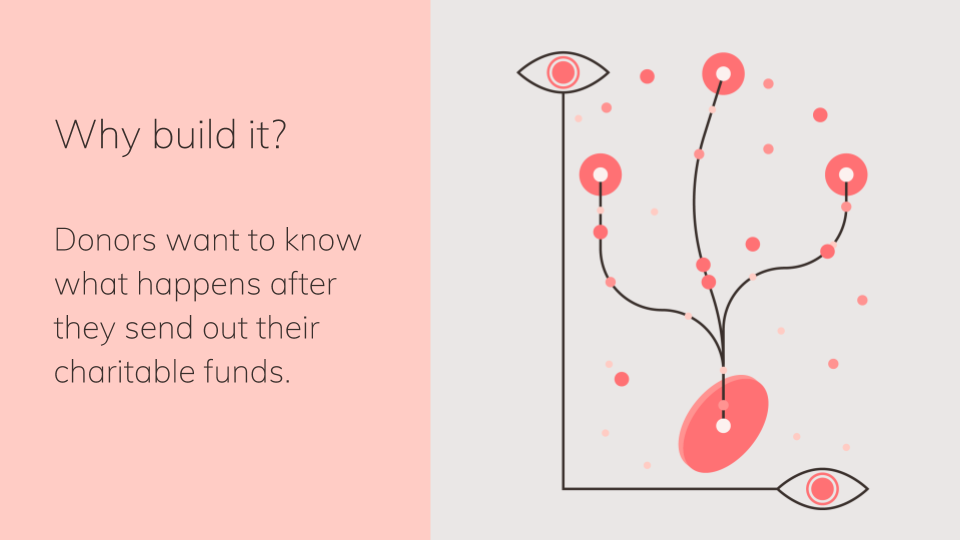 Why build it?
Donors want to know
what happens after
they send out their
charitable funds.